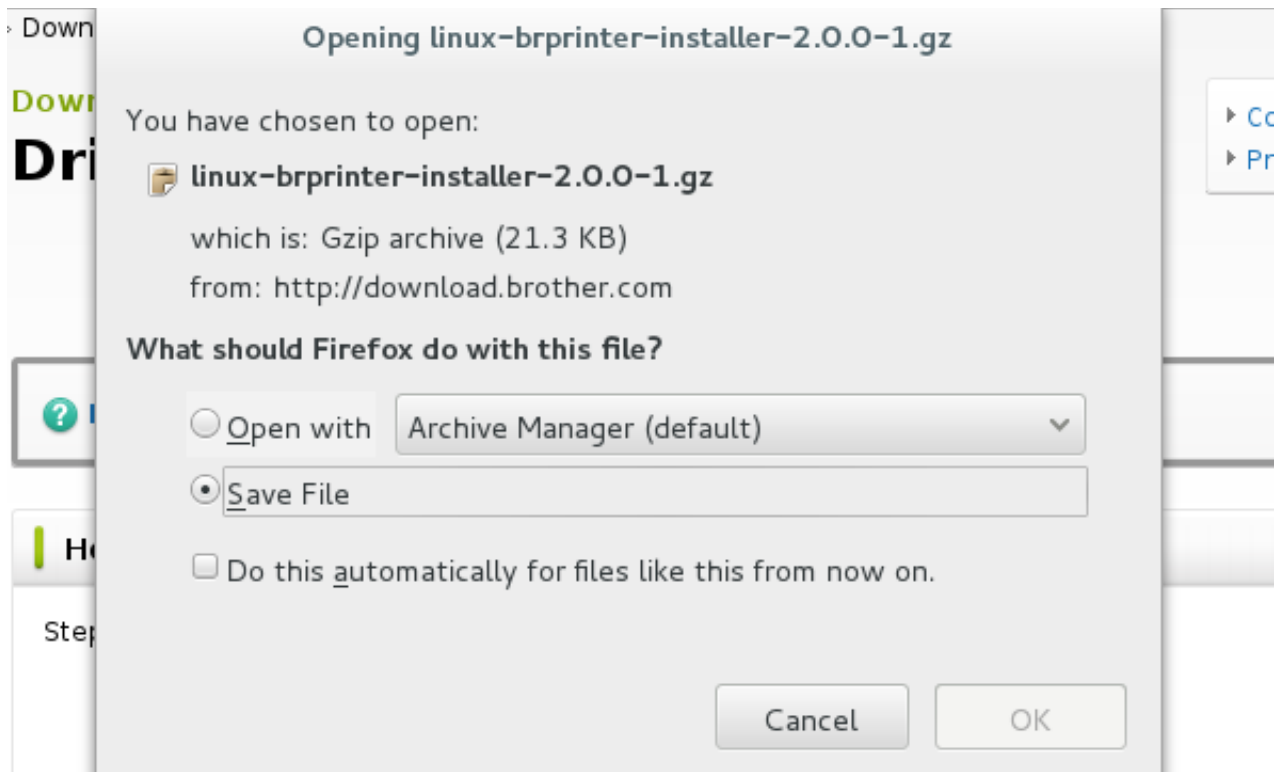 Down
Opening linux-brprinter-installer-2.0.0-1.gz
Down
Dri
You have chosen to open:
linux-brprinter-installer-2.0.0-1.gz
which is: Gzip archive (21.3 KB)
from: http://download.brother.com
Co
Pr
What should Firefox do with this file?
Open with
Archive Manager (default)
Save File
Do this automatically for files like this from now on.
Step
Cancel
OK